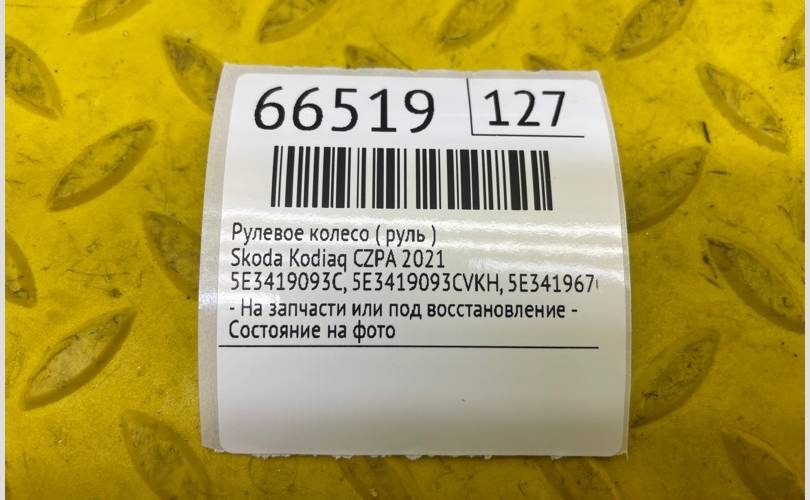 66519 127
Рулевое колесо ( руль )
Skoda Kodiaq CZPA 2021
5E3419093C, 5E3419093CVKH,
- На запчасти или под восстановление -
Состояние на фото